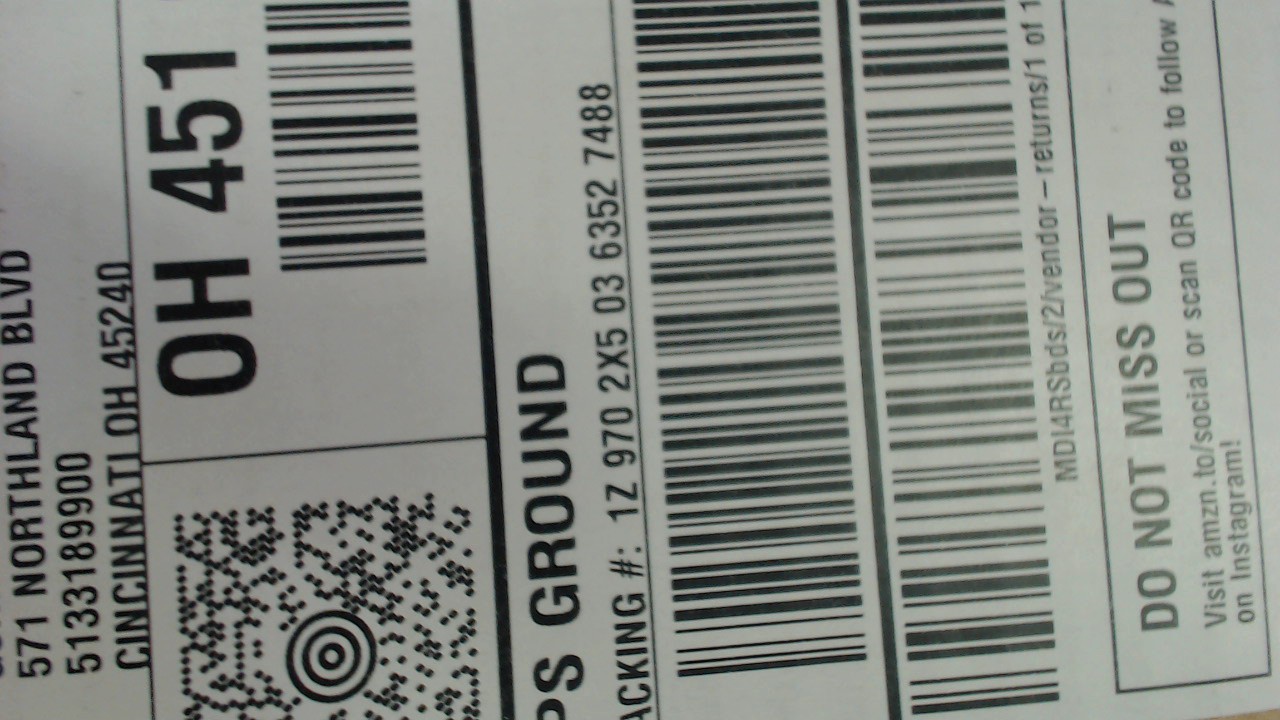 571 NORTHLAND BLVD
5133189900
CINCINNATI OH 45240
OH 451
PS GROUND
ACKING #: 1Z 970 2X5 03 6352 7488
MDI4RSbds/2/vendor – returns/1 of 1
DO NOT MISS OUT
Visit amzn.to/social or scan QR code to follow
on Instagram!